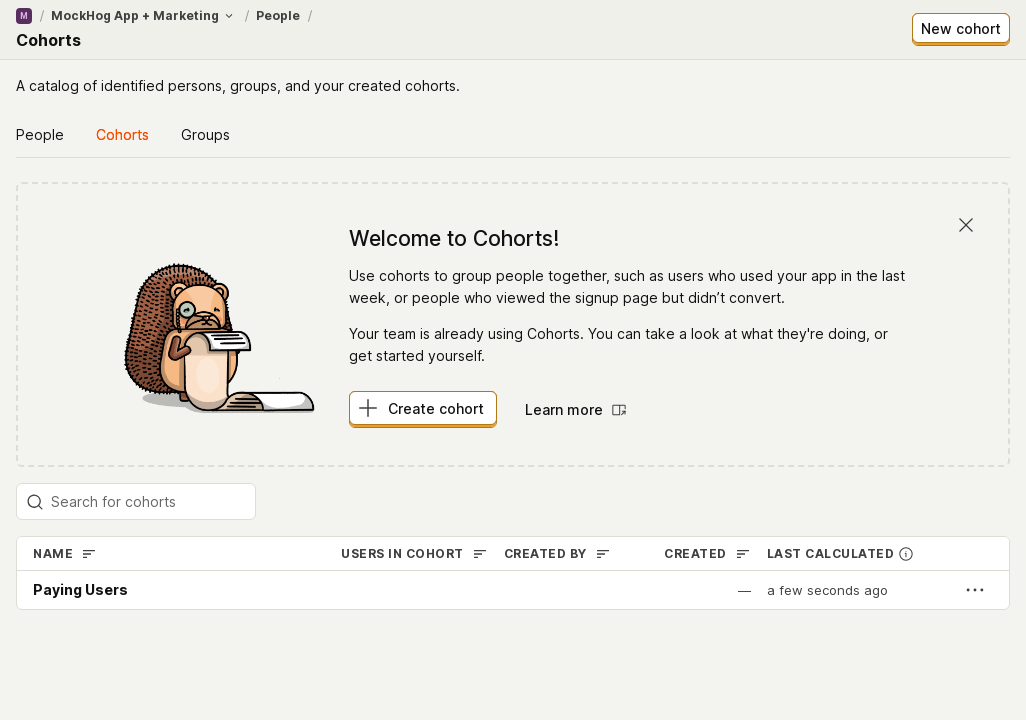 M / MockHog App + Marketing / People /
Cohorts
New cohort
A catalog of identified persons, groups, and your created cohorts.
People Cohorts Groups
Welcome to Cohorts!
Use cohorts to group people together, such as users who used your app in the last
week, or people who viewed the signup page but didn’t convert.
Your team is already using Cohorts. You can take a look at what they're doing, or
get started yourself.
Create cohort Learn more
Search for cohorts
NAME USERS IN COHORT CREATED BY CREATED LAST CALCULATED
Paying Users — a few seconds ago